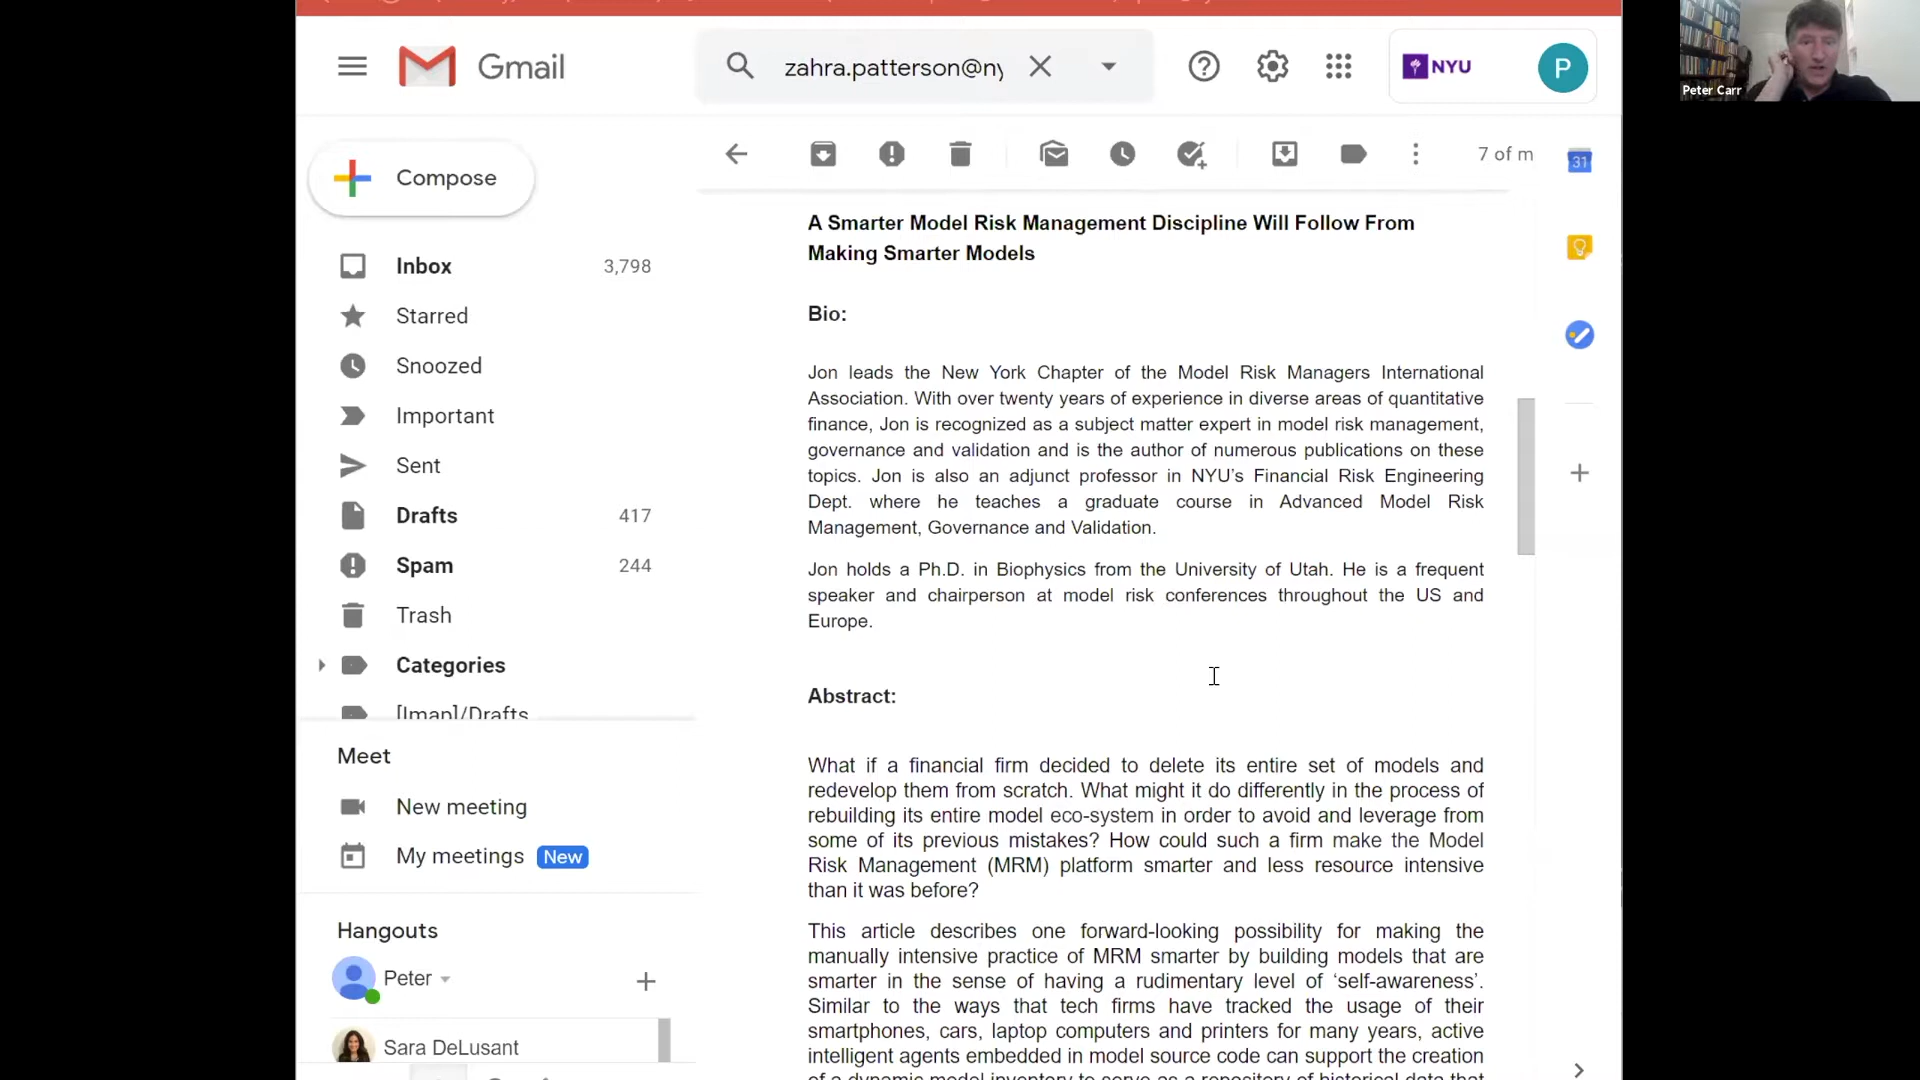 Gmail
zahra.patterson@ny
NYU
P
Peter Carr
Compose
7 of m
31
Inbox 3,798
Starred
Snoozed
Important
Sent
Drafts 417
Spam 244
Trash
Categories
[Imap]/Drafts
Meet
New meeting
My meetings New
Hangouts
Peter
Sara DeLusant
A Smarter Model Risk Management Discipline Will Follow From
Making Smarter Models
Bio:
Jon leads the New York Chapter of the Model Risk Managers International
Association. With over twenty years of experience in diverse areas of quantitative
finance, Jon is recognized as a subject matter expert in model risk management,
governance and validation and is the author of numerous publications on these
topics. Jon is also an adjunct professor in NYU’s Financial Risk Engineering
Dept. where he teaches a graduate course in Advanced Model Risk
Management, Governance and Validation.
Jon holds a Ph.D. in Biophysics from the University of Utah. He is a frequent
speaker and chairperson at model risk conferences throughout the US and
Europe.
Abstract:
What if a financial firm decided to delete its entire set of models and
redevelop them from scratch. What might it do differently in the process of
rebuilding its entire model eco-system in order to avoid and leverage from
some of its previous mistakes? How could such a firm make the Model
Risk Management (MRM) platform smarter and less resource intensive
than it was before?
This article describes one forward-looking possibility for making the
manually intensive practice of MRM smarter by building models that are
smarter in the sense of having a rudimentary level of ‘self-awareness’.
Similar to the ways that tech firms have tracked the usage of their
smartphones, cars, laptop computers and printers for many years, active
intelligent agents embedded in model source code can support the creation
of a dynamic model inventory to serve as a repository of historical data that